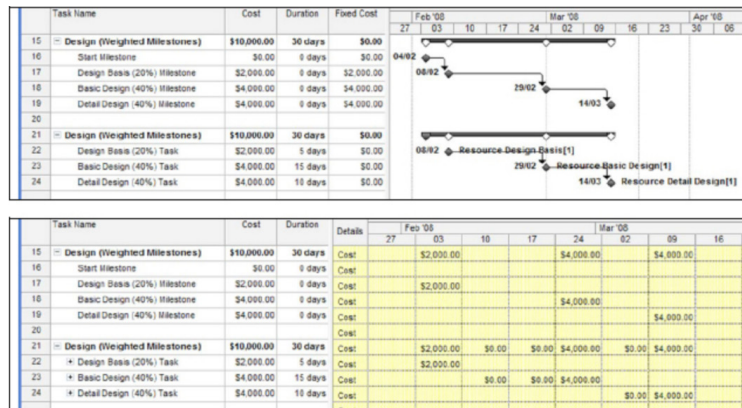 Task Name Cost Duration Fixed Cost Feb '08 Mar '08 Apr '08
27 03 10 17 24 02 09 16 23 30 06
15 Design (Weighted Milestones) $10,000.00 30 days $0.00
16 Start Milestone $0.00 0 days $0.00 04/02
17 Design Basis (20%) Milestone $2,000.00 0 days $2,000.00 08/02
18 Basic Design (40%) Milestone $4,000.00 0 days $4,000.00 29/02
19 Detail Design (40%) Milestone $4,000.00 0 days $4,000.00 14/03
20
21 Design (Weighted Milestones) $10,000.00 30 days $0.00
22 Design Basis (20%) Task $2,000.00 5 days $0.00 08/02 Resource Design Basis[1]
23 Basic Design (40%) Task $4,000.00 15 days $0.00 29/02 Resource Basic Design[1]
24 Detail Design (40%) Task $4,000.00 10 days $0.00 14/03 Resource Detail Design[1]
Task Name Cost Duration Details Feb '08 Mar '08
27 03 10 17 24 02 09 16
15 Design (Weighted Milestones) $10,000.00 30 days Cost $2,000.00 $4,000.00 $4,000.00
16 Start Milestone $0.00 0 days Cost
17 Design Basis (20%) Milestone $2,000.00 0 days Cost $2,000.00
18 Basic Design (40%) Milestone $4,000.00 0 days Cost $4,000.00
19 Detail Design (40%) Milestone $4,000.00 0 days Cost $4,000.00
20 Cost
21 Design (Weighted Milestones) $10,000.00 30 days Cost $2,000.00 $0.00 $0.00 $4,000.00 $0.00 $4,000.00
22 Design Basis (20%) Task $2,000.00 5 days Cost $2,000.00
23 Basic Design (40%) Task $4,000.00 15 days Cost $0.00 $0.00 $4,000.00
24 Detail Design (40%) Task $4,000.00 10 days Cost $0.00 $4,000.00